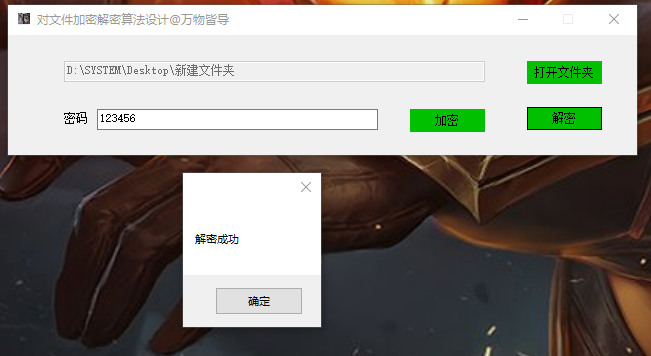 对文件加密解密算法设计@万物皆导
D:\SYSTEM\Desktop\新建文件夹
打开文件夹
密码
123456
加密
解密
解密成功
确定